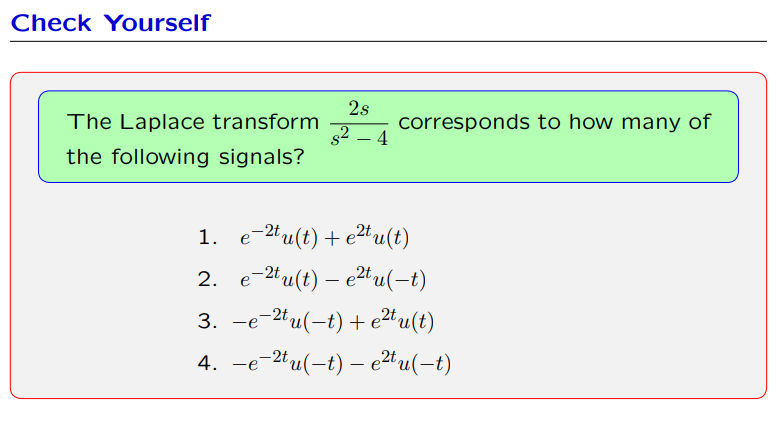 Check Yourself
The Laplace transform $\frac{2s}{s^2-4}$ corresponds to how many of
the following signals?
1. $e^{-2t}u(t)+e^{2t}u(t)$
2. $e^{-2t}u(t)-e^{2t}u(-t)$
3. $-e^{-2t}u(-t)+e^{2t}u(t)$
4. $-e^{-2t}u(-t)-e^{2t}u(-t)$